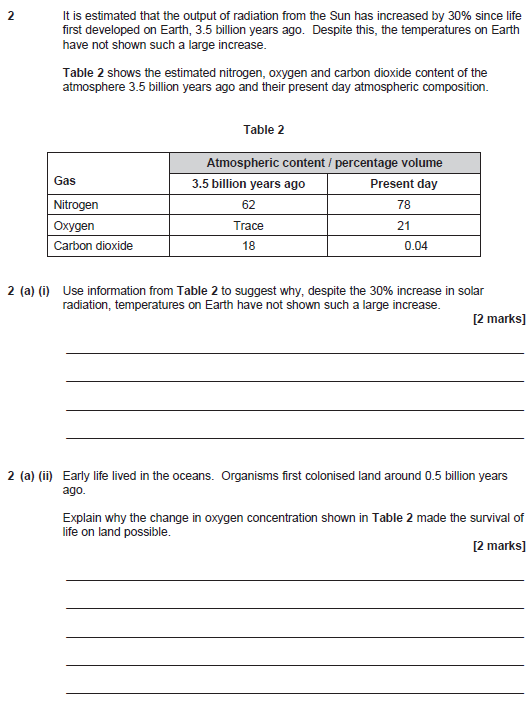 2 It is estimated that the output of radiation from the Sun has increased by 30% since life
first developed on Earth, 3.5 billion years ago. Despite this, the temperatures on Earth
have not shown such a large increase.
Table 2 shows the estimated nitrogen, oxygen and carbon dioxide content of the
atmosphere 3.5 billion years ago and their present day atmospheric composition.
Table 2
Atmospheric content / percentage volume
Gas 3.5 billion years ago Present day
Nitrogen 62 78
Oxygen Trace 21
Carbon dioxide 18 0.04
2 (a) (i) Use information from Table 2 to suggest why, despite the 30% increase in solar
radiation, temperatures on Earth have not shown such a large increase.
[2 marks]
2 (a) (ii) Early life lived in the oceans. Organisms first colonised land around 0.5 billion years
ago.
Explain why the change in oxygen concentration shown in Table 2 made the survival of
life on land possible.
[2 marks]